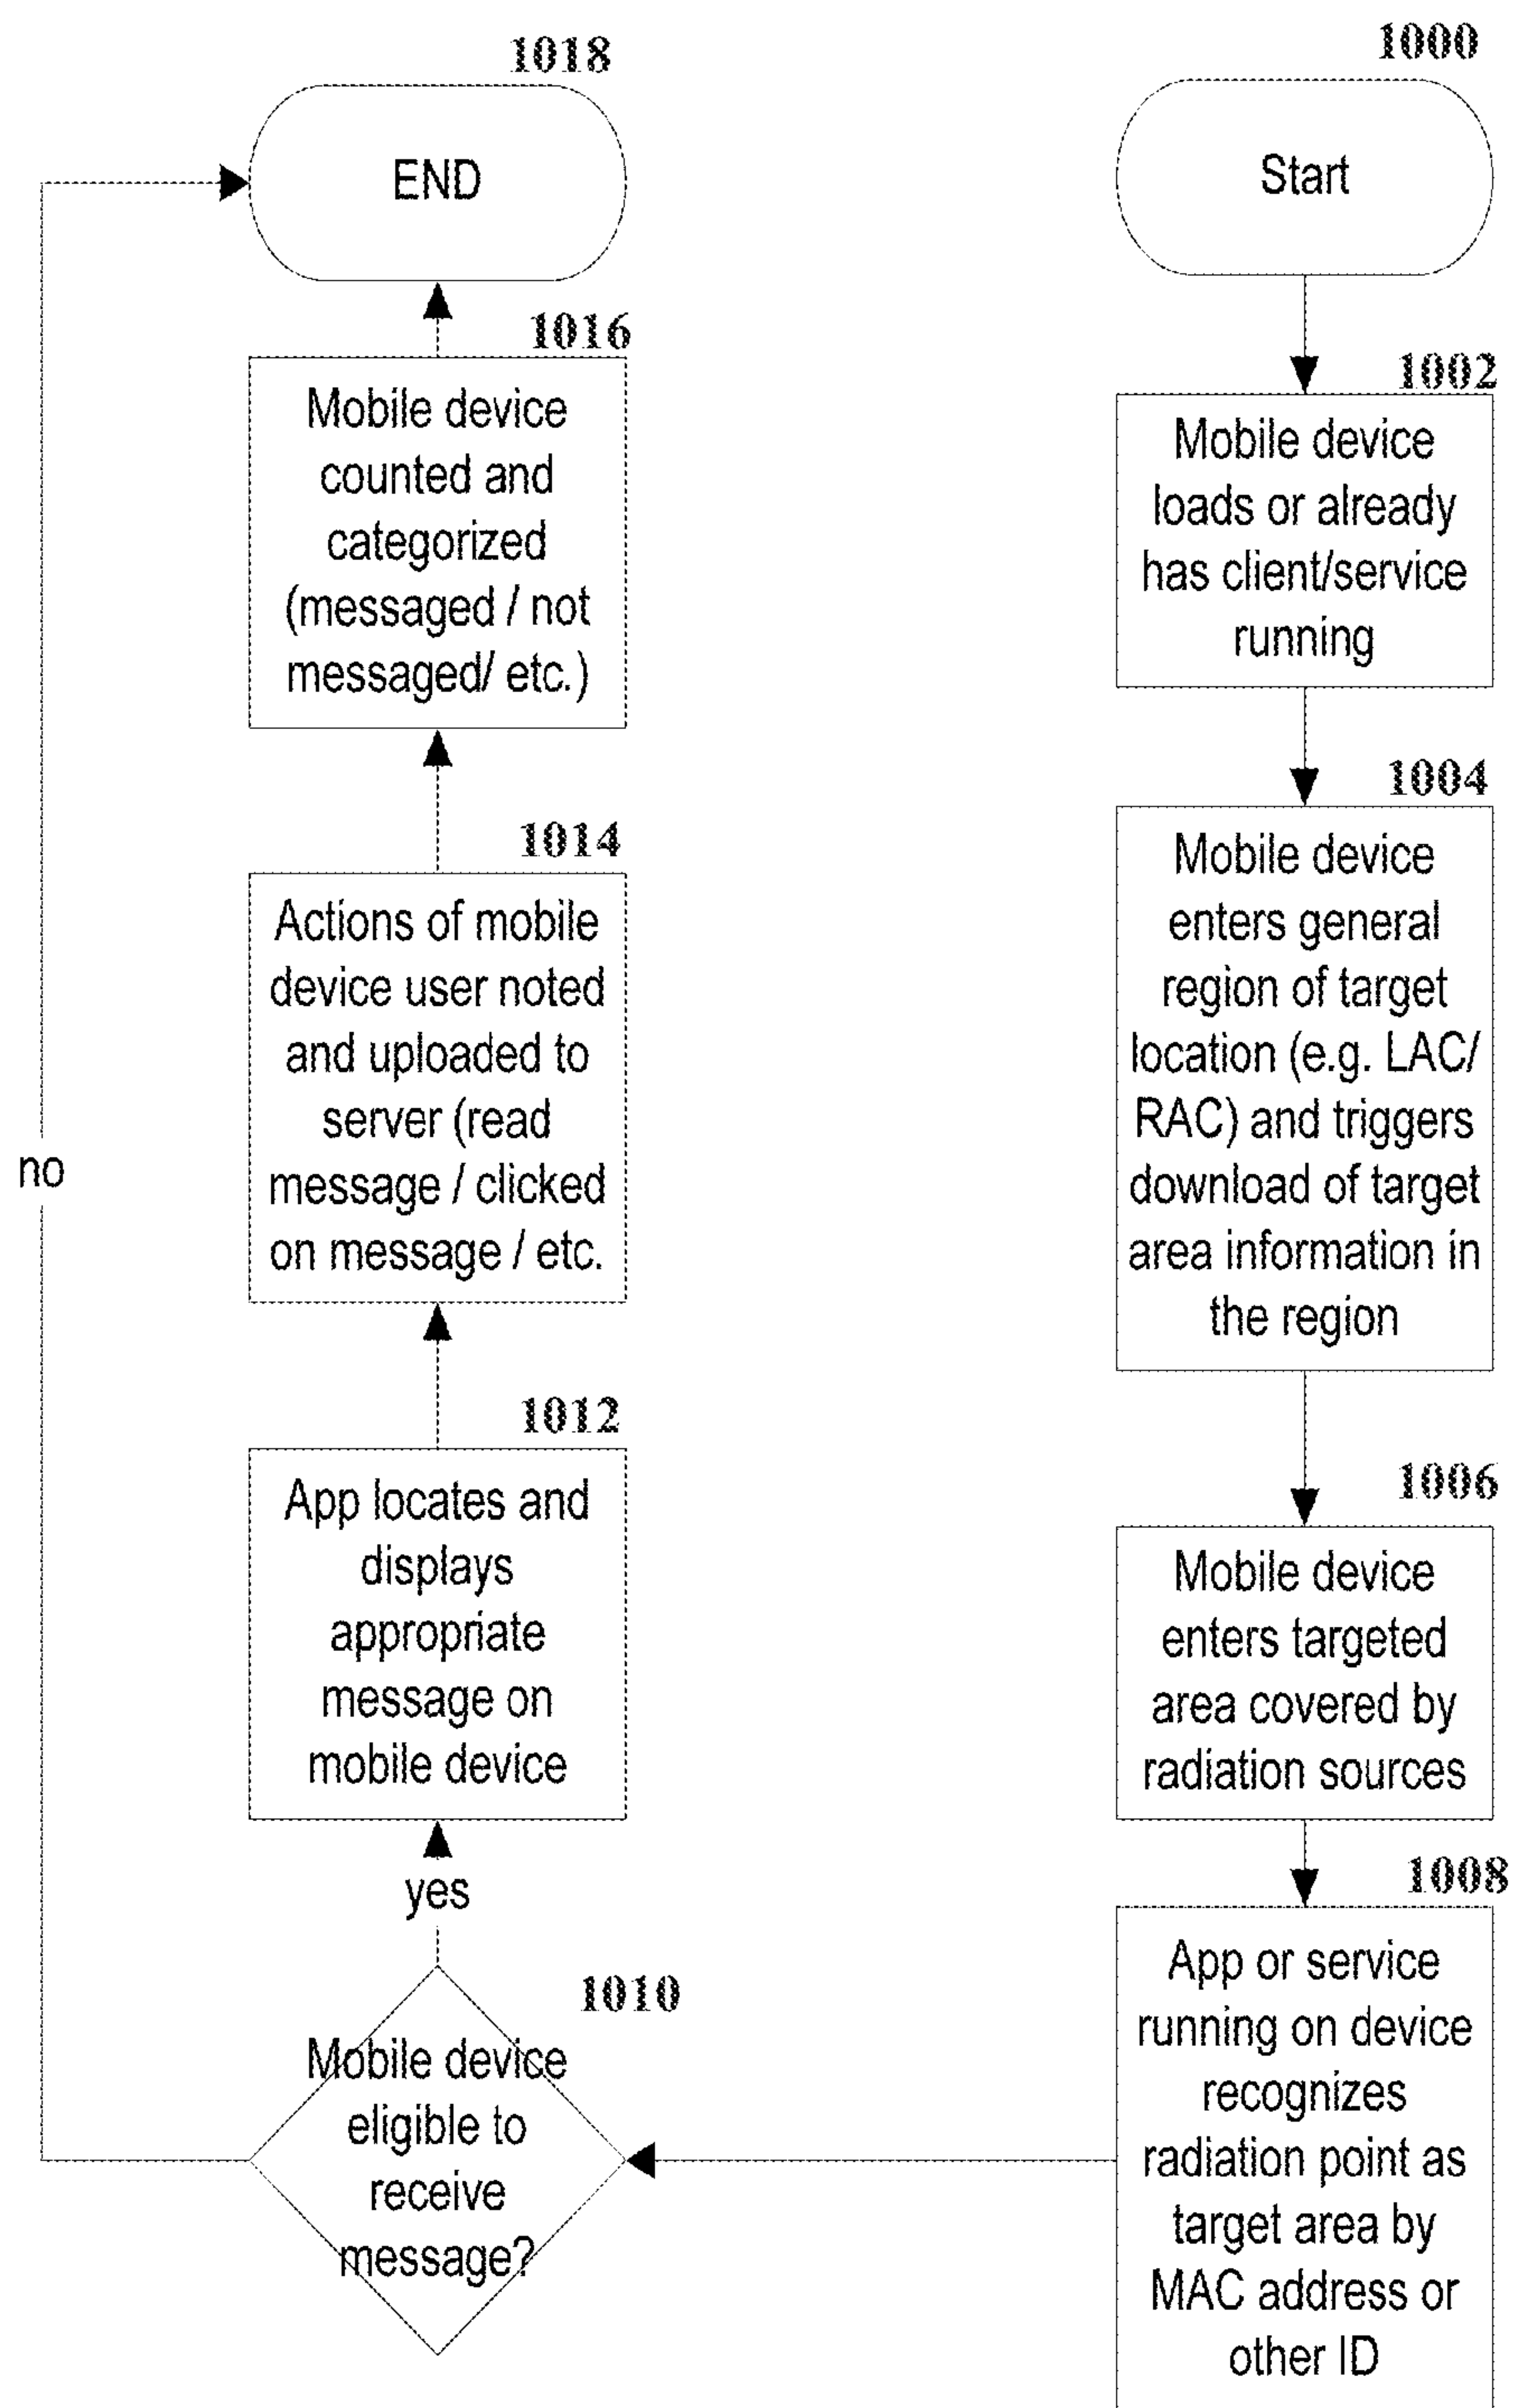 1000
Start
1002
Mobile device
loads or already
has client/service
running
1004
Mobile device
enters general
region of target
location (e.g. LAC/
RAC) and triggers
download of target
area information in
the region
1006
Mobile device
enters targeted
area covered by
radiation sources
1008
App or service
running on device
recognizes
radiation point as
target area by
MAC address or
other ID
1010
Mobile device
eligible to
receive
message?
yes
no
1012
App locates and
displays
appropriate
message on
mobile device
1014
Actions of mobile
device user noted
and uploaded to
server (read
message / clicked
on message / etc.
1016
Mobile device
counted and
categorized
(messaged / not
messaged/ etc.)
1018
END